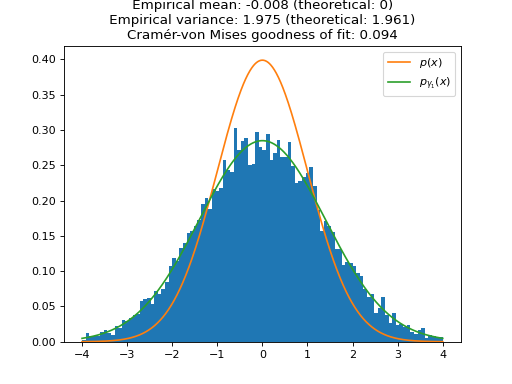 Empirical mean: -0.008 (theoretical: 0)
Empirical variance: 1.975 (theoretical: 1.961)
Cramér-von Mises goodness of fit: 0.094
0.40
0.35
0.30
0.25
0.20
0.15
0.10
0.05
0.00
p(x)
pγ₁(x)
−4 −3 −2 −1 0 1 2 3 4